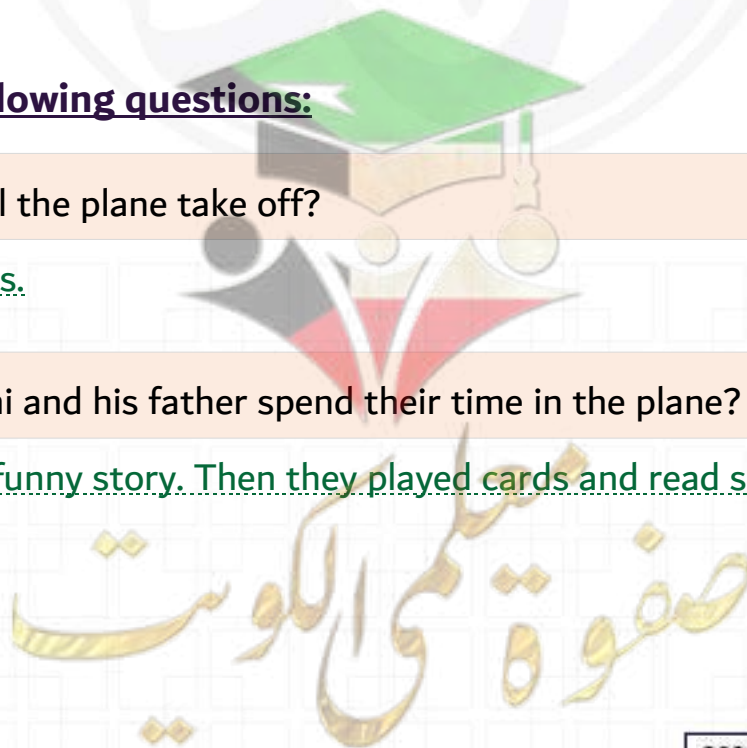 lowing questions:
l the plane take off?
s.
ni and his father spend their time in the plane?
funny story. Then they played cards and read s
صفوة معلمي الكويت